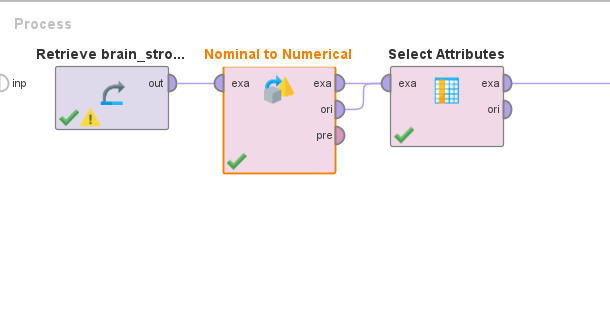 Process
Retrieve brain_stro...
Nominal to Numerical
Select Attributes
inp
out
exa
exa
exa
exa
ori
ori
pre